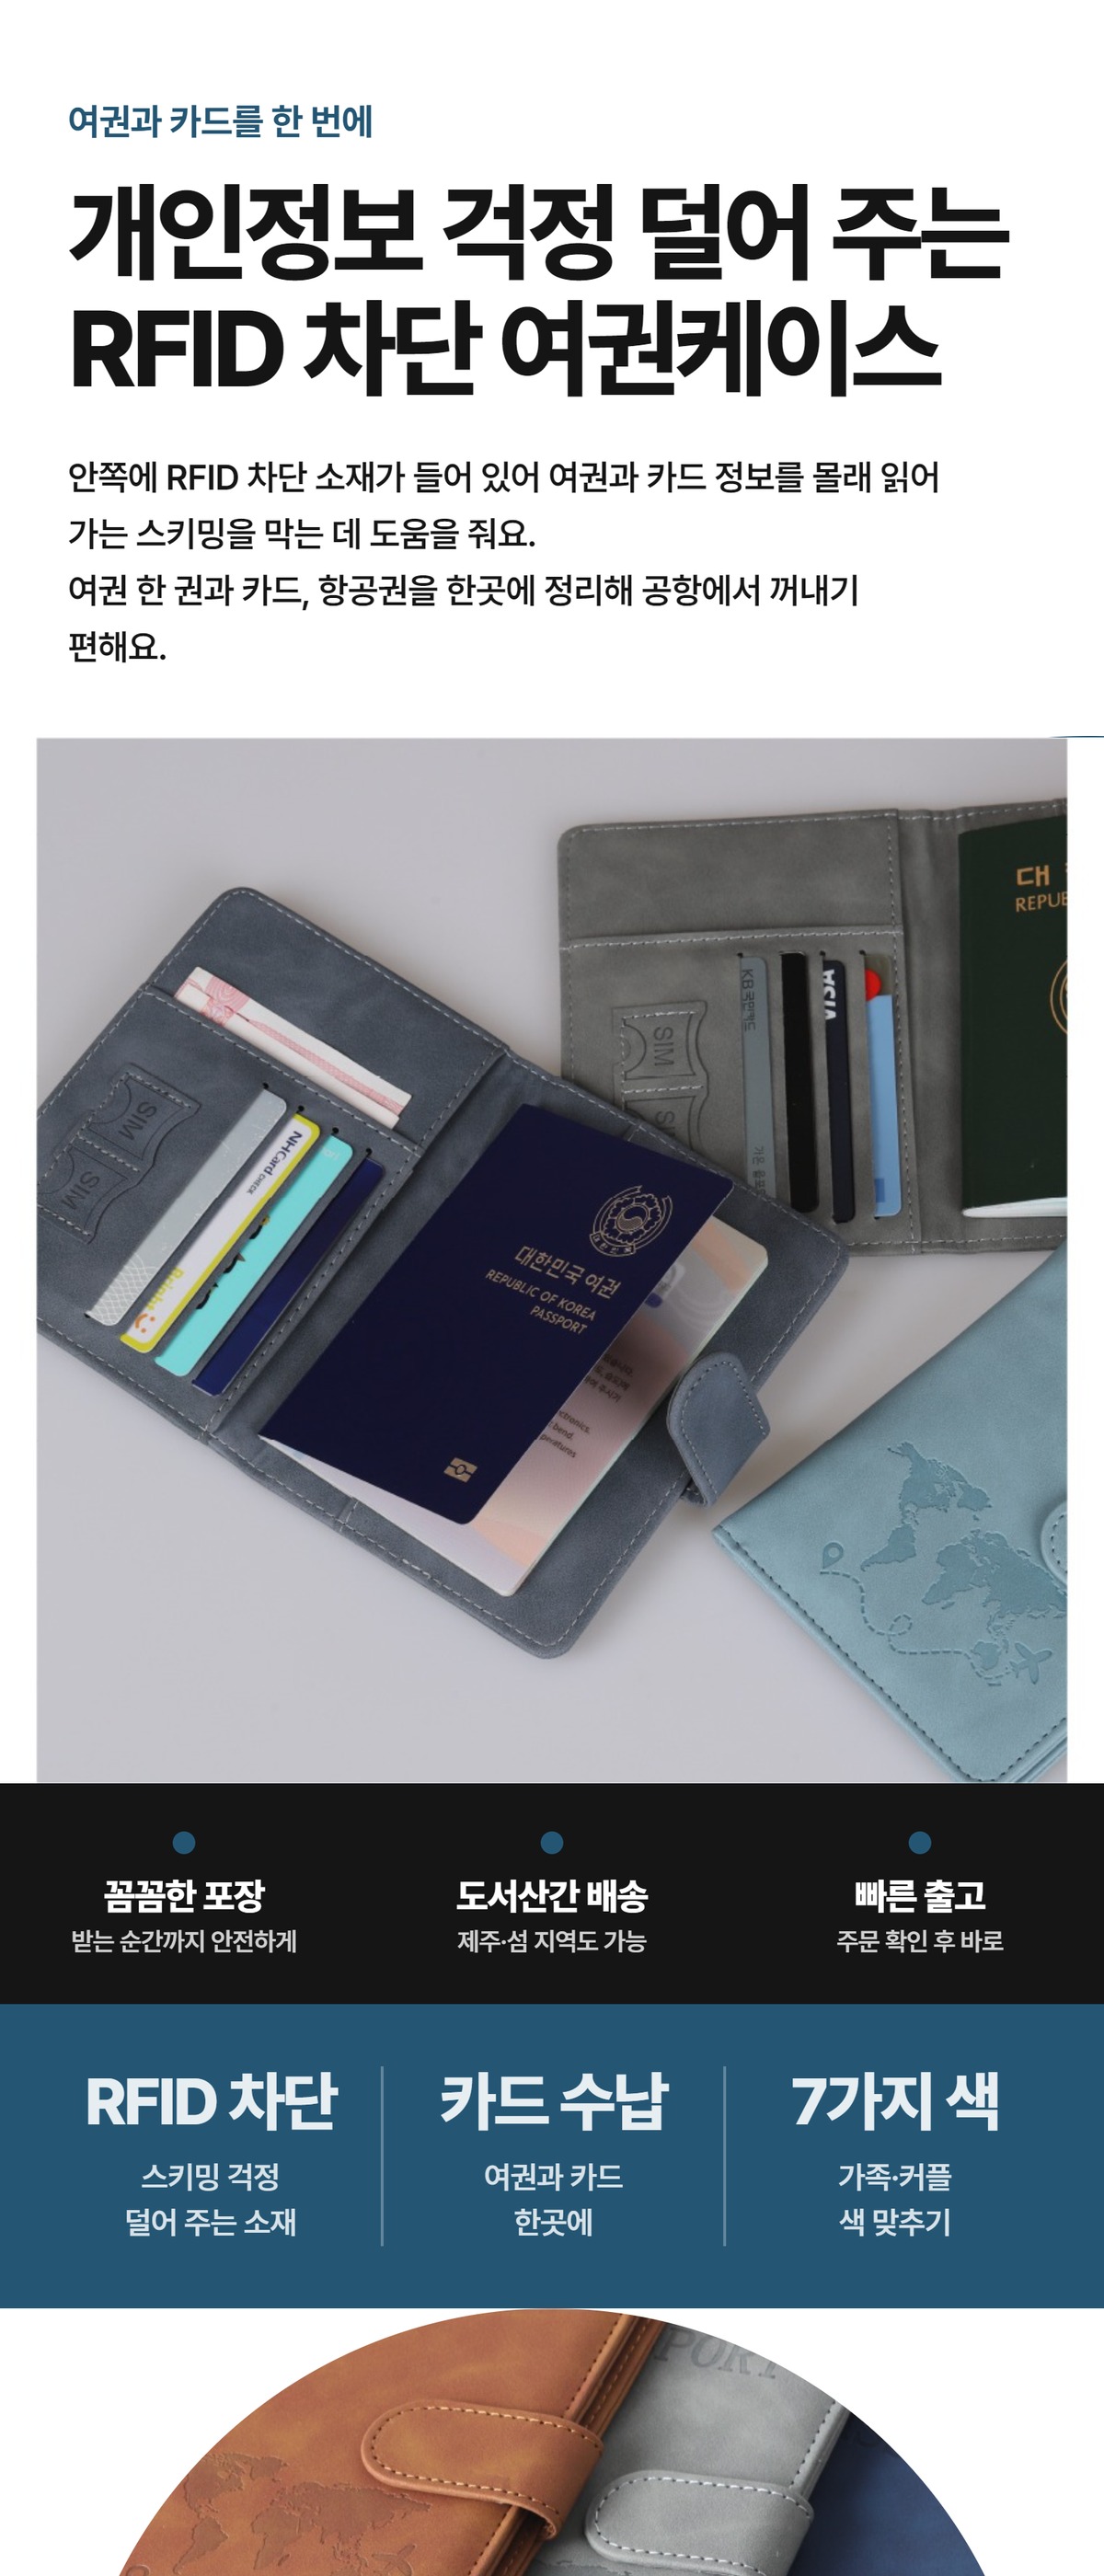 여권과 카드를 한 번에
개인정보 걱정 덜어 주는
RFID 차단 여권케이스
안쪽에 RFID 차단 소재가 들어 있어 여권과 카드 정보를 몰래 읽어
가는 스키밍을 막는 데 도움을 줘요.
여권 한 권과 카드, 항공권을 한곳에 정리해 공항에서 꺼내기
편해요.
대
REPUB
SIM
SIM
KB국민카드
VISA
SIM
SIM
NHCard CHECK
대한민국 여권
REPUBLIC OF KOREA
PASSPORT
꼼꼼한 포장
받는 순간까지 안전하게
도서산간 배송
제주·섬 지역도 가능
빠른 출고
주문 확인 후 바로
RFID 차단
스키밍 걱정
덜어 주는 소재
카드 수납
여권과 카드
한곳에
7가지 색
가족·커플
색 맞추기
PORT